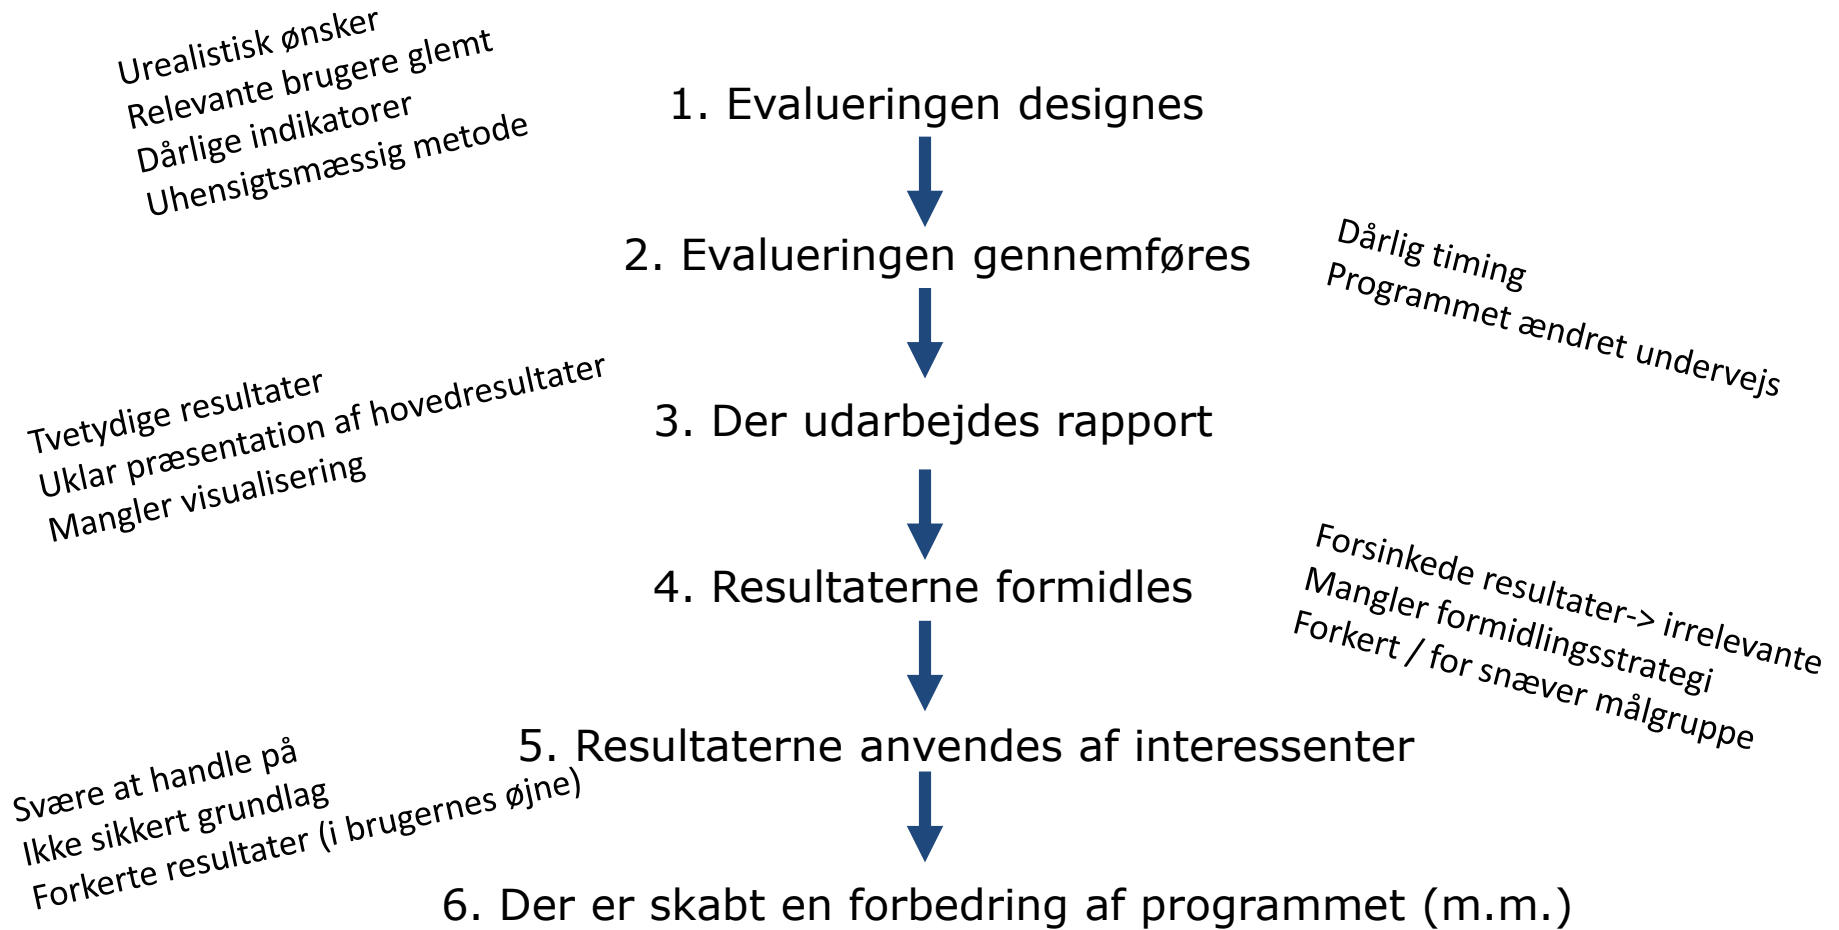 Urealistisk ønsker
Relevante brugere glemt
Dårlige indikatorer
Uhensigtsmæssig metode
1. Evalueringen designes
2. Evalueringen gennemføres
Dårlig timing
Programmet ændret undervejs
Tvetydige resultater
Uklar præsentation af hovedresultater
Mangler visualisering
3. Der udarbejdes rapport
4. Resultaterne formidles
Forsinkede resultater-> irrelevante
Mangler formidlingsstrategi
Forkert / for snæver målgruppe
5. Resultaterne anvendes af interessenter
Svære at handle på
Ikke sikkert grundlag
Forkerte resultater (i brugernes øjne)
6. Der er skabt en forbedring af programmet (m.m.)